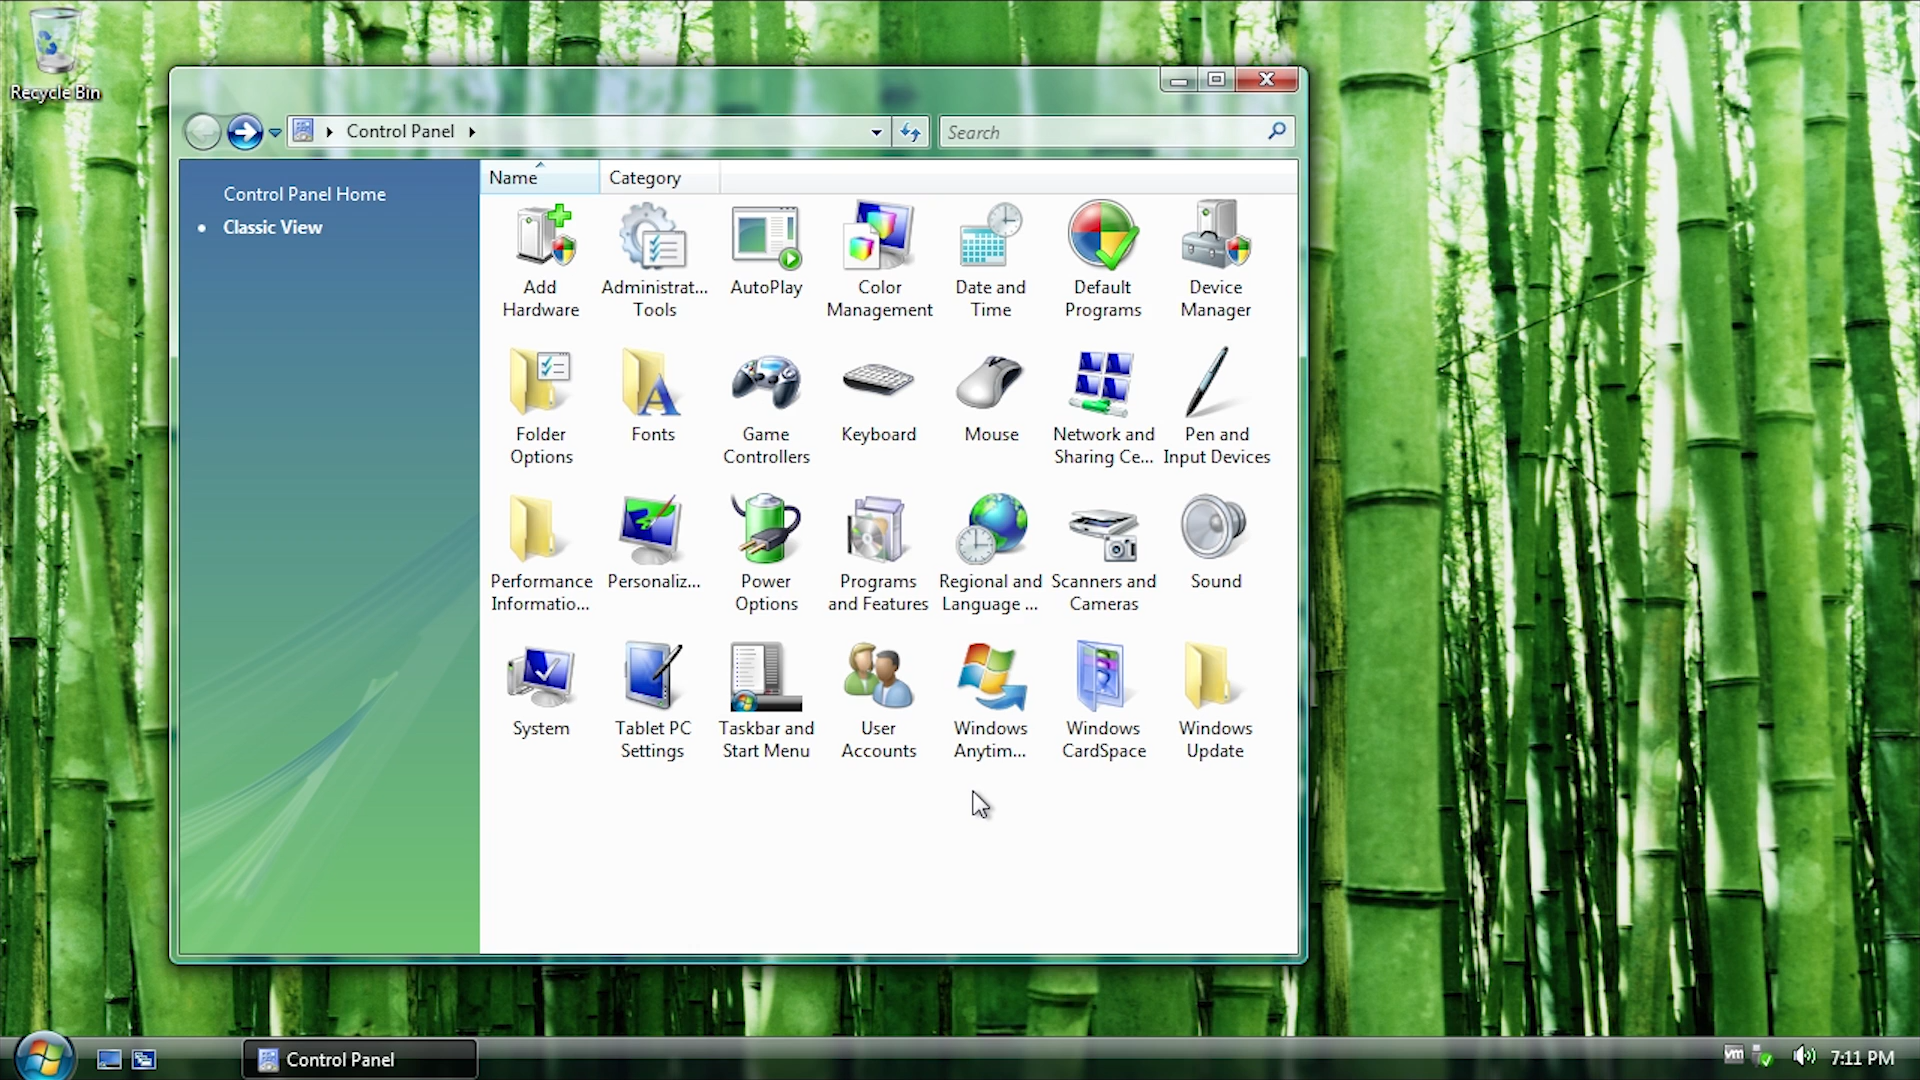 Recycle Bin
Control Panel
Search
Control Panel Home
Classic View
Name
Category
Add
Hardware
Administrat...
Tools
AutoPlay
Color
Management
Date and
Time
Default
Programs
Device
Manager
Folder
Options
Fonts
Game
Controllers
Keyboard
Mouse
Network and
Sharing Ce...
Pen and
Input Devices
Performance
Informatio...
Personaliz...
Power
Options
Programs
and Features
Regional and
Language ...
Scanners and
Cameras
Sound
System
Tablet PC
Settings
Taskbar and
Start Menu
User
Accounts
Windows
Anytim...
Windows
CardSpace
Windows
Update
Control Panel
vm
7:11 PM